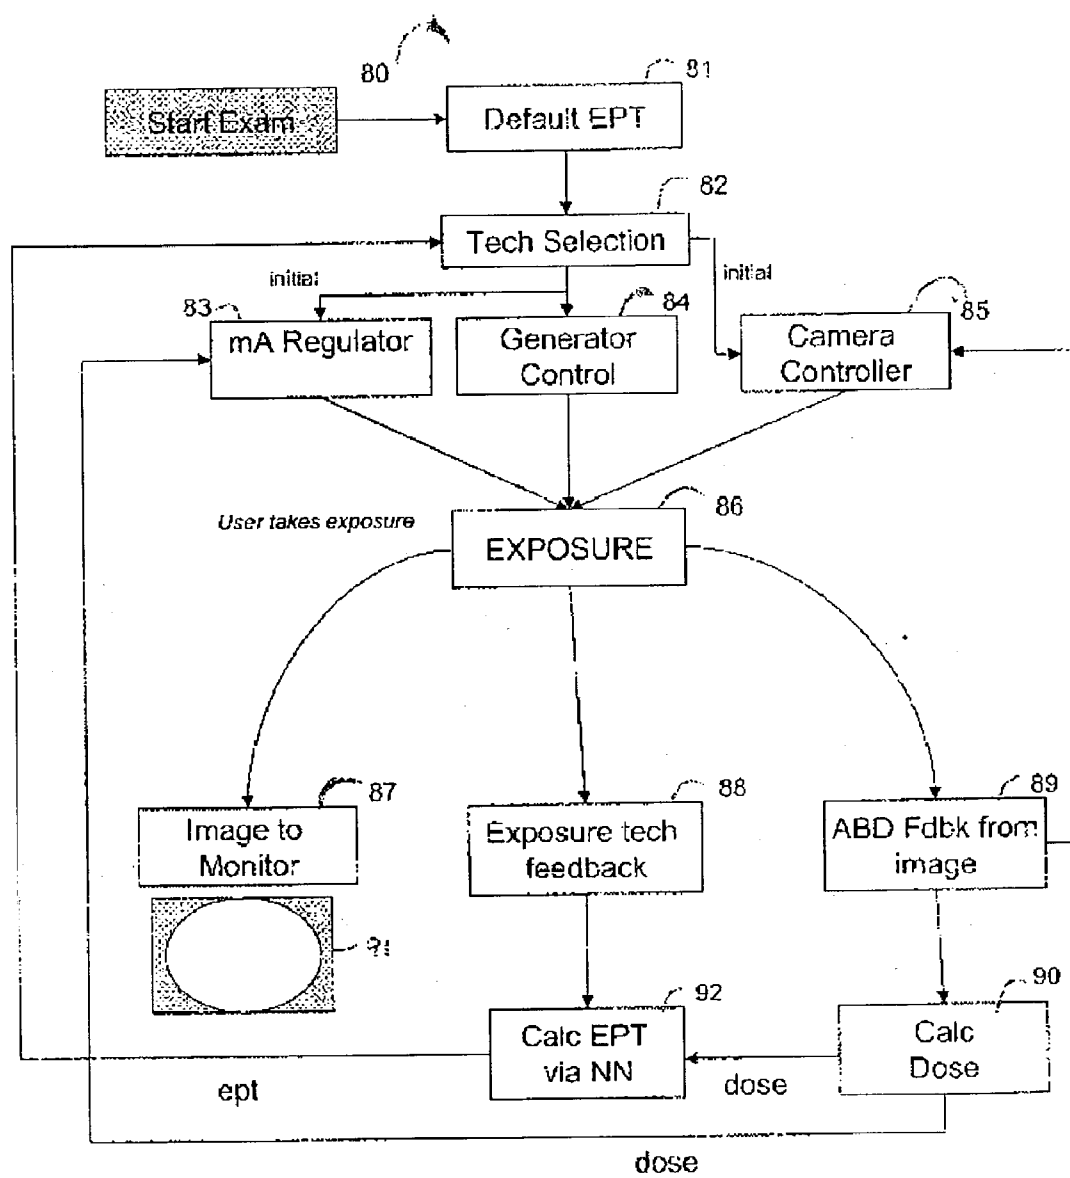 80
81
Start Exam
Default EPT
82
Tech Selection
initial
initial
83
84
85
mA Regulator
Generator
Control
Camera
Controller
User takes exposure
86
EXPOSURE
87
88
89
Image to
Monitor
Exposure tech
feedback
ABD Fdbk from
image
91
92
90
Calc EPT
via NN
Calc
Dose
ept
dose
dose